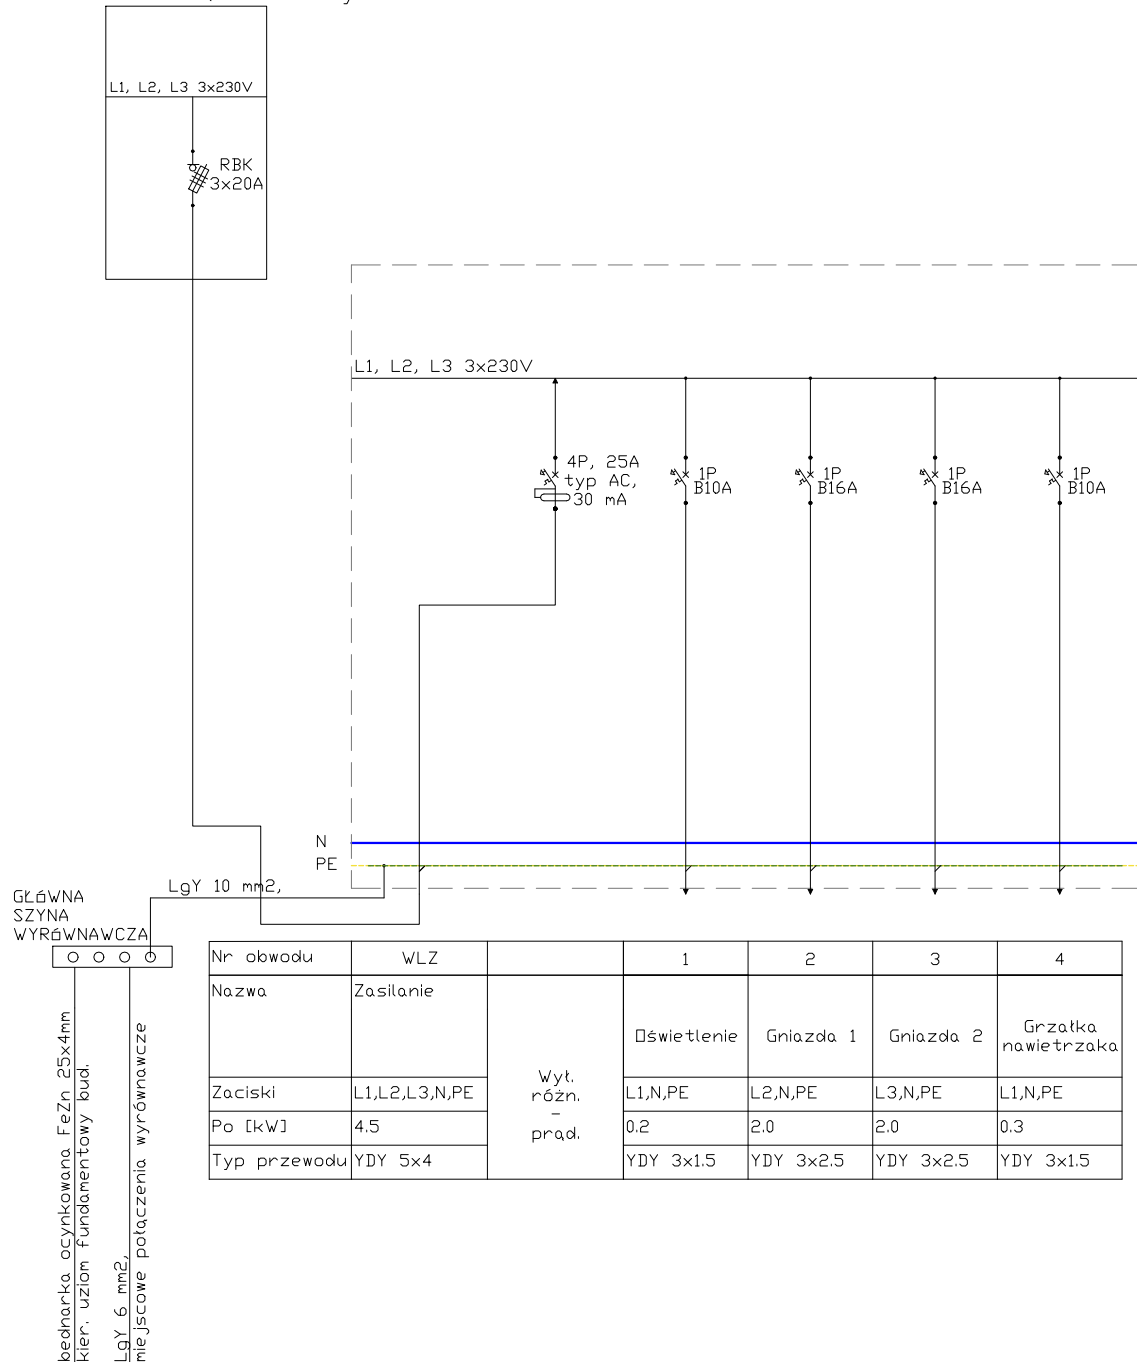 L1, L2, L3 3x230V
RBK
3x20A
L1, L2, L3 3x230V
4P, 25A
typ AC,
30 mA
1P
B10A
1P
B16A
1P
B16A
1P
B10A
N
PE
LgY 10 mm2,
GŁóWNA
SZYNA
WYRóWNAWCZA
Nr obwodu WLZ 1 2 3 4
Nazwa Zasilanie
Oświetlenie Gniazda 1 Gniazda 2
Grzałka
nawietrzaka
Wył.
różn.
-
prąd.
Zaciski L1,L2,L3,N,PE L1,N,PE L2,N,PE L3,N,PE L1,N,PE
Po [kW] 4.5 0.2 2.0 2.0 0.3
Typ przewodu YDY 5x4 YDY 3x1.5 YDY 3x2.5 YDY 3x2.5 YDY 3x1.5
bednarka ocynkowana FeZn 25x4mm
kier. uziom fundamentowy bud.
LgY 6 mm2,
miejscowe połączenia wyrównawcze